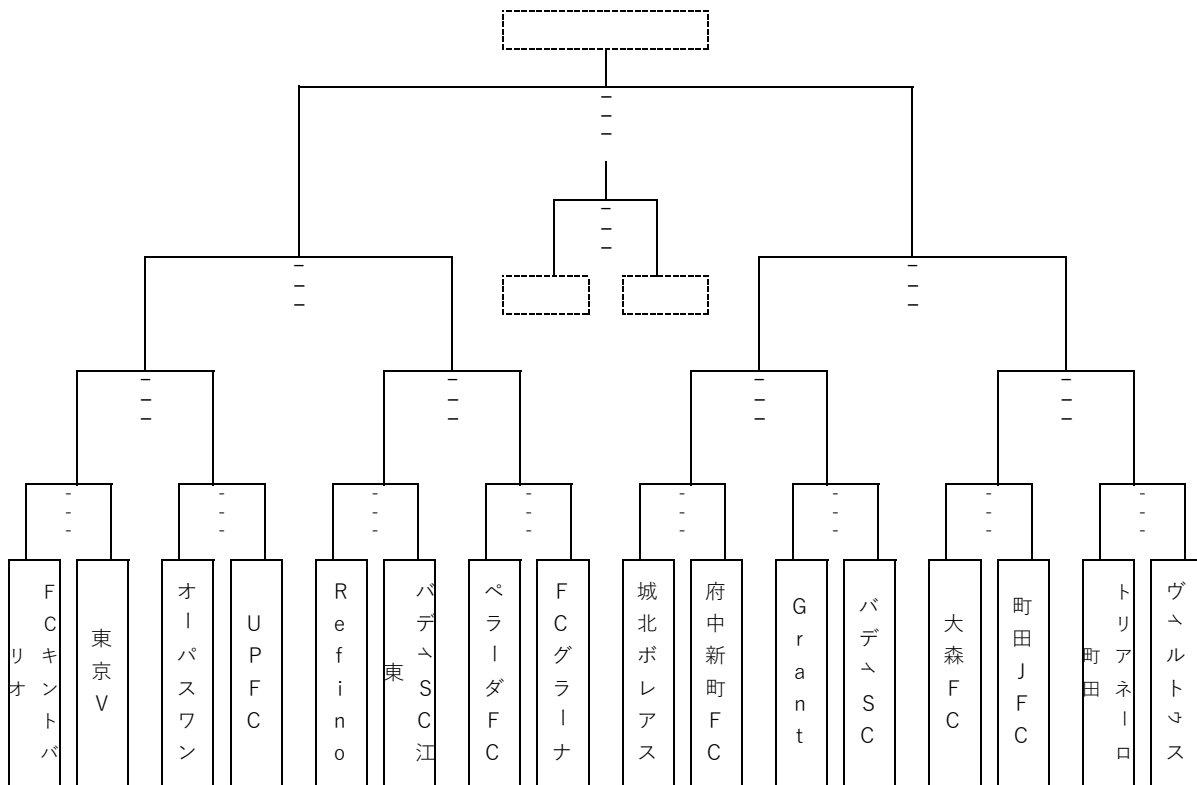 FCキントバ
リオ
東京V
オーパスワン
UPFC
Refino
バディSC江
東
ペラーダFC
FCグラーナ
城北ボレアス
府中新町FC
Grant
バディSC
大森FC
町田JFC
トリアネーロ
町田
ヴィルトゥス